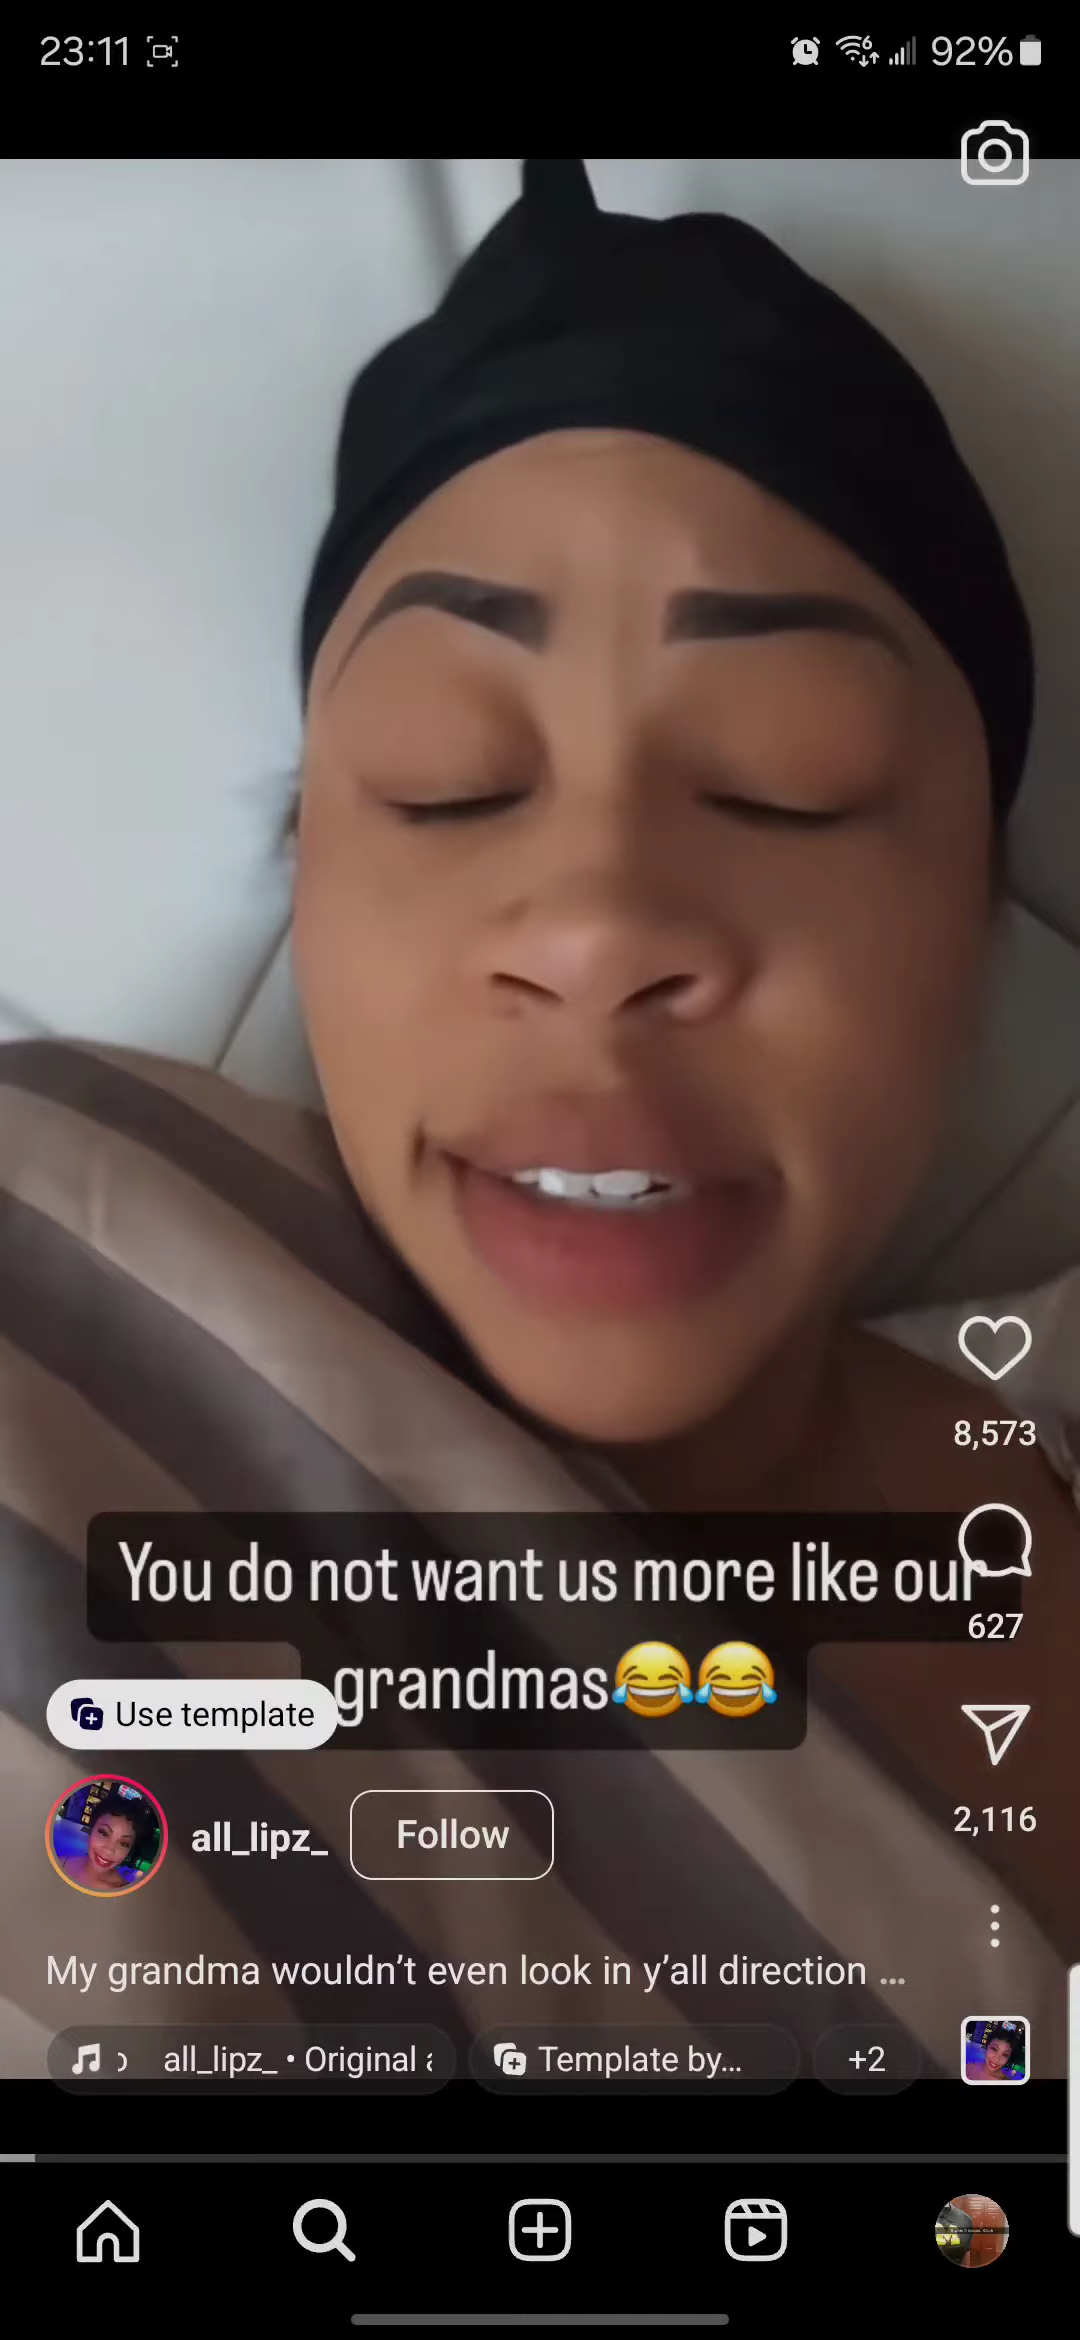 23:11
92%
You do not want us more like our
grandmas😂😂
Use template
all_lipz_
Follow
8,573
627
2,116
My grandma wouldn't even look in y'all direction ...
all_lipz_ • Original
Template by...
+2